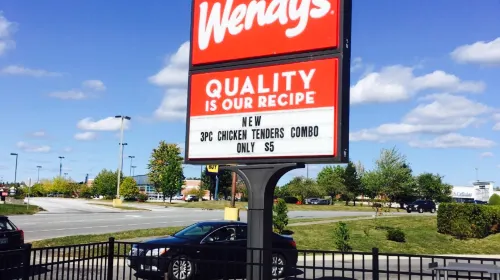 Wendy's
QUALITY
IS OUR RECIPE
NEW
3PC CHICKEN TENDERS COMBO
ONLY $5